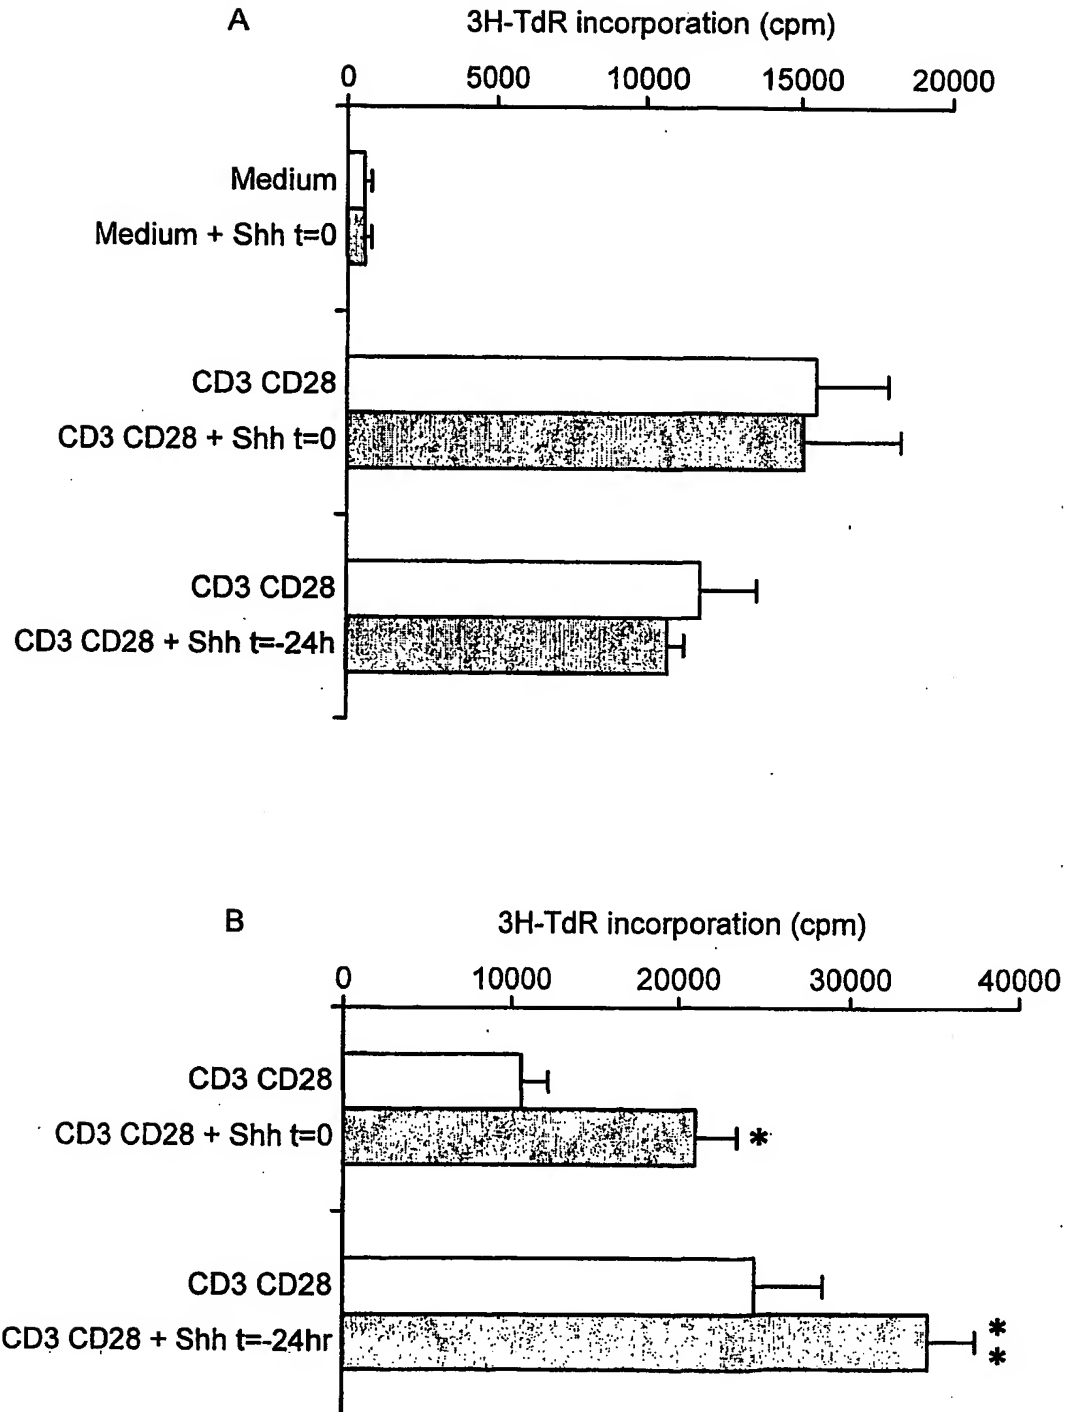 A
3H-TdR incorporation (cpm)
0 5000 10000 15000 20000
Medium
Medium + Shh t=0
CD3 CD28
CD3 CD28 + Shh t=0
CD3 CD28
CD3 CD28 + Shh t=-24h
B
3H-TdR incorporation (cpm)
0 10000 20000 30000 40000
CD3 CD28
CD3 CD28 + Shh t=0
*
CD3 CD28
CD3 CD28 + Shh t=-24hr
*
*